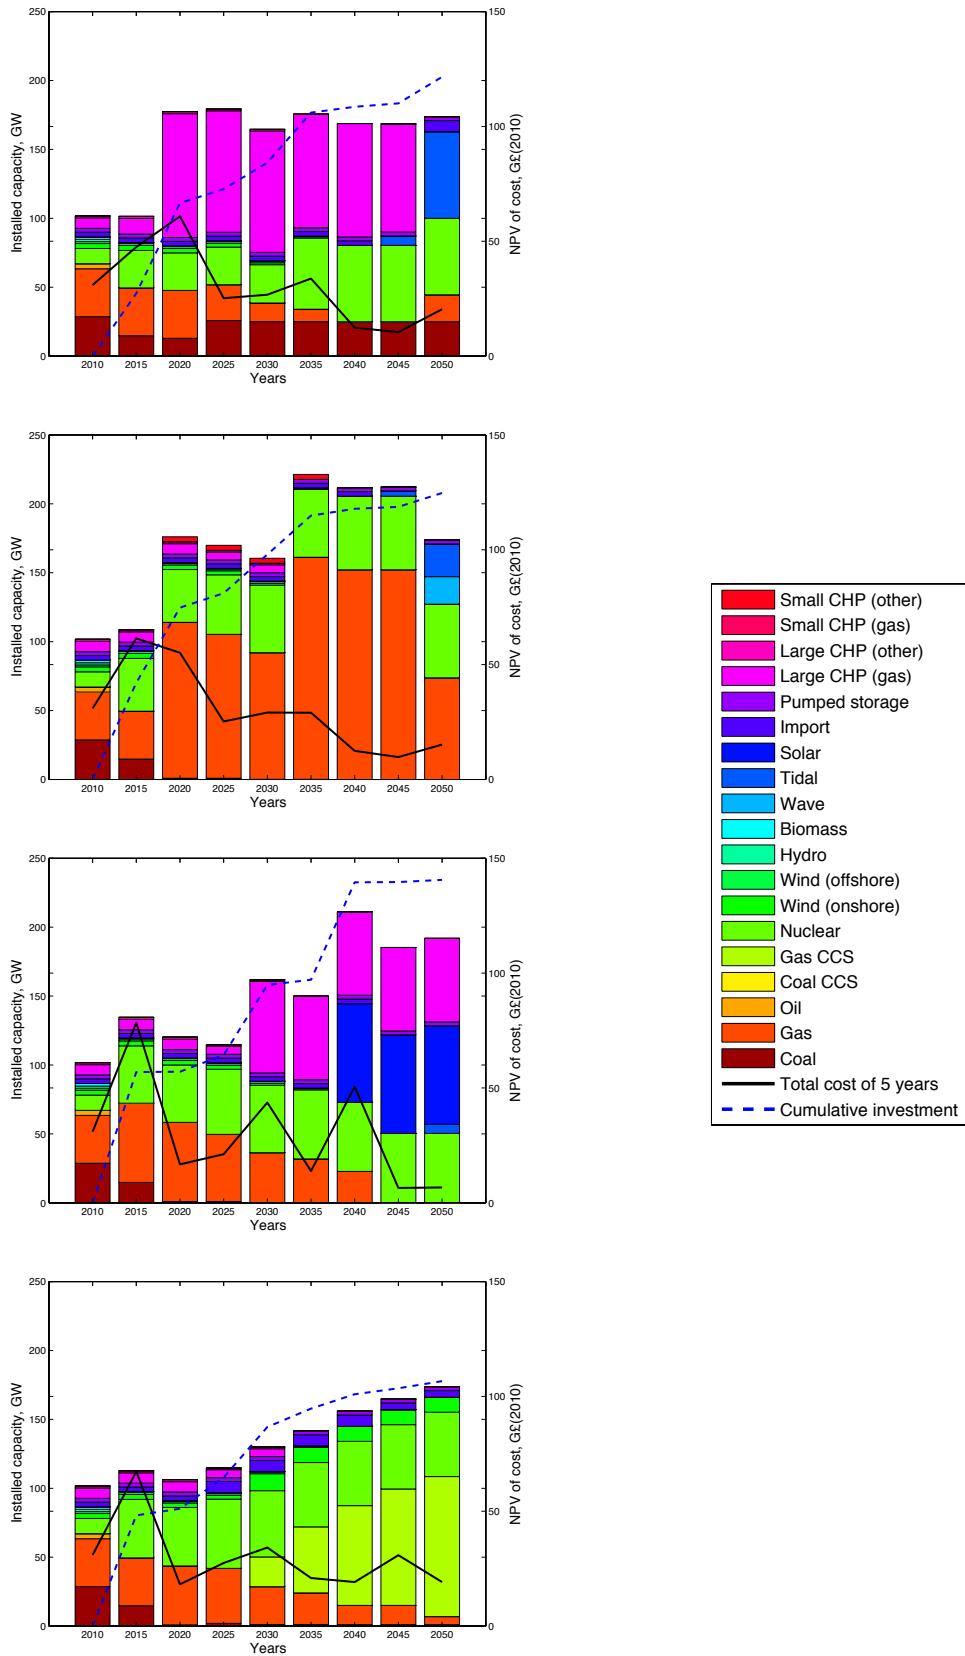 250
200
150
100
50
0
Installed capacity, GW
150
100
50
0
NPV of cost, G£(2010)
2010 2015 2020 2025 2030 2035 2040 2045 2050
Years
250
200
150
100
50
0
Installed capacity, GW
150
100
50
0
NPV of cost, G£(2010)
2010 2015 2020 2025 2030 2035 2040 2045 2050
Years
250
200
150
100
50
0
Installed capacity, GW
150
100
50
0
NPV of cost, G£(2010)
2010 2015 2020 2025 2030 2035 2040 2045 2050
Years
250
200
150
100
50
0
Installed capacity, GW
150
100
50
0
NPV of cost, G£(2010)
2010 2015 2020 2025 2030 2035 2040 2045 2050
Years
Small CHP (other)
Small CHP (gas)
Large CHP (other)
Large CHP (gas)
Pumped storage
Import
Solar
Tidal
Wave
Biomass
Hydro
Wind (offshore)
Wind (onshore)
Nuclear
Gas CCS
Coal CCS
Oil
Gas
Coal
Total cost of 5 years
Cumulative investment